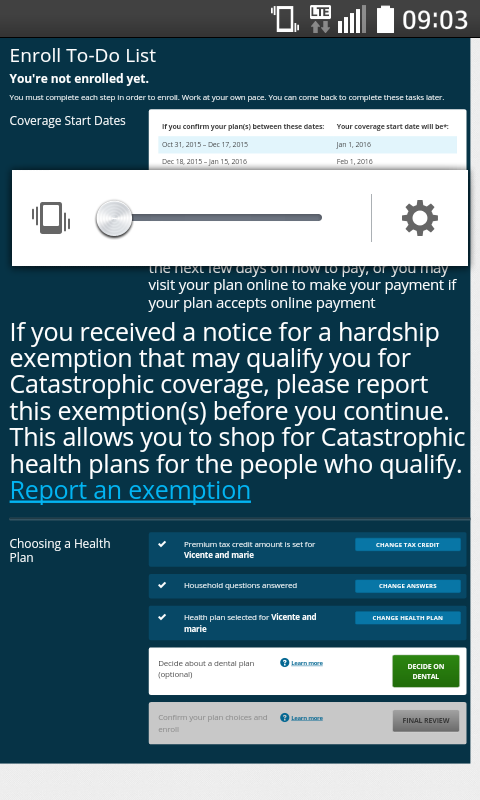 LTE 09:03
Enroll To-Do List
You're not enrolled yet.
You must complete each step in order to enroll. Work at your own pace. You can come back to complete these tasks later.
Coverage Start Dates
If you confirm your plan(s) between these dates: Your coverage start date will be*:
Oct 31, 2015 – Dec 17, 2015 Jan 1, 2016
Dec 18, 2015 – Jan 15, 2016 Feb 1, 2016
the next few days on how to pay, or you may
visit your plan online to make your payment if
your plan accepts online payment
If you received a notice for a hardship
exemption that may qualify you for
Catastrophic coverage, please report
this exemption(s) before you continue.
This allows you to shop for Catastrophic
health plans for the people who qualify.
Report an exemption
Choosing a Health
Plan
Premium tax credit amount is set for
Vicente and marie
CHANGE TAX CREDIT
Household questions answered
CHANGE ANSWERS
Health plan selected for Vicente and
marie
CHANGE HEALTH PLAN
Decide about a dental plan
(optional)
? Learn more
DECIDE ON
DENTAL
Confirm your plan choices and
enroll
? Learn more
FINAL REVIEW